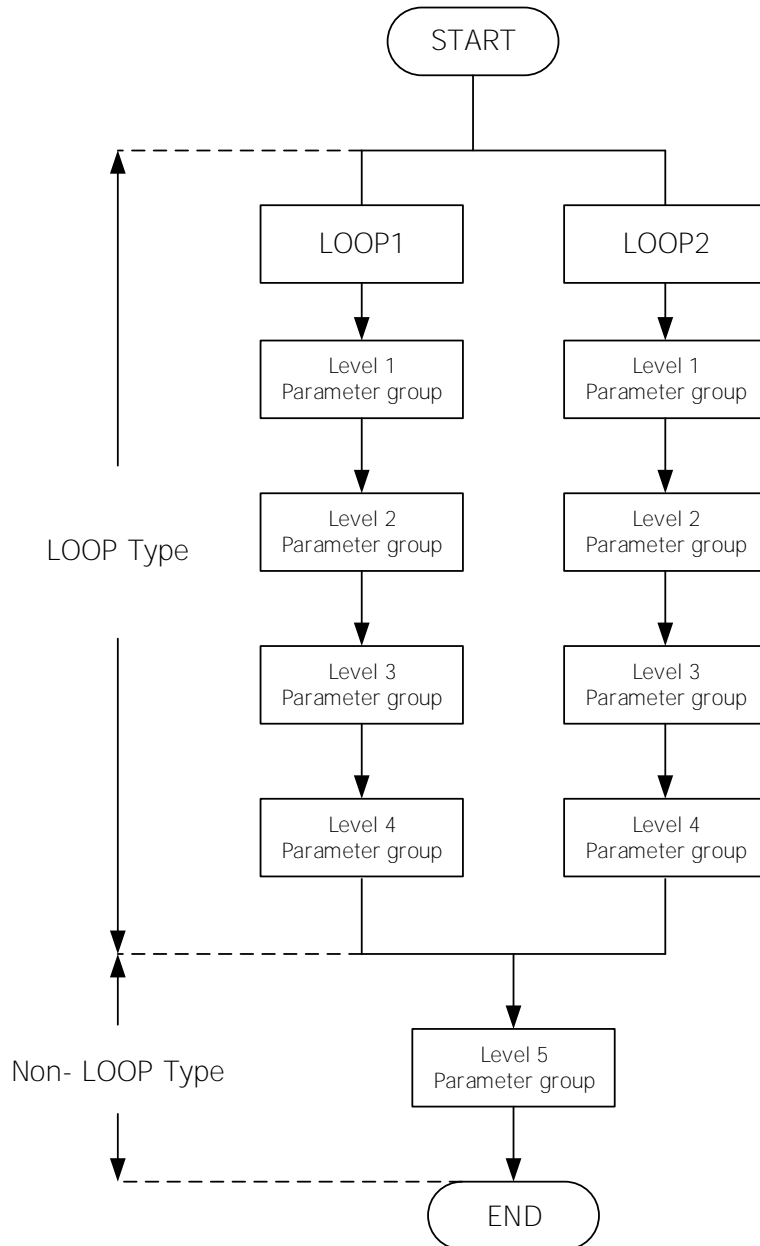 START
LOOP1
LOOP2
Level 1
Parameter group
Level 1
Parameter group
Level 2
Parameter group
Level 2
Parameter group
LOOP Type
Level 3
Parameter group
Level 3
Parameter group
Level 4
Parameter group
Level 4
Parameter group
Level 5
Parameter group
Non- LOOP Type
END